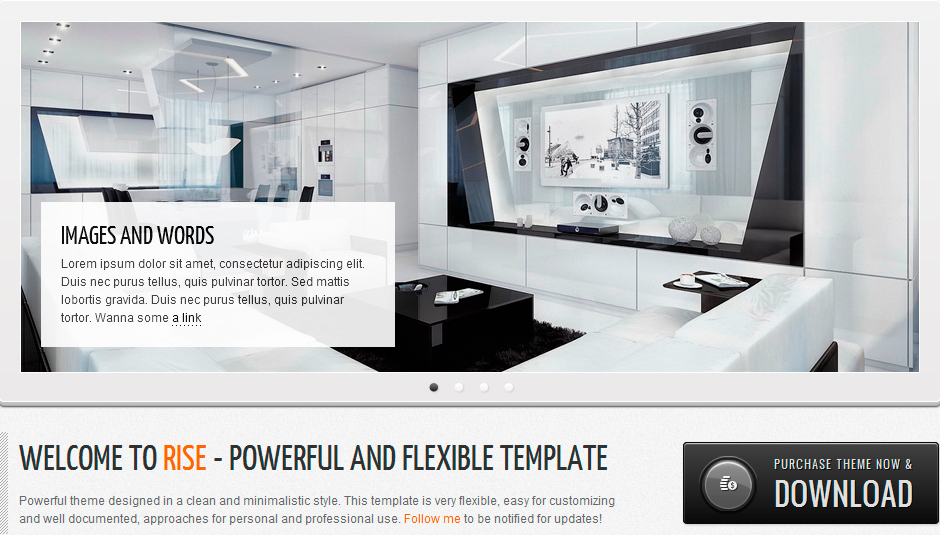 IMAGES AND WORDS
Lorem ipsum dolor sit amet, consectetur adipiscing elit.
Duis nec purus tellus, quis pulvinar tortor. Sed mattis
lobortis gravida. Duis nec purus tellus, quis pulvinar
tortor. Wanna some a link
WELCOME TO RISE - POWERFUL AND FLEXIBLE TEMPLATE
Powerful theme designed in a clean and minimalistic style. This template is very flexible, easy for customizing
and well documented, approaches for personal and professional use. Follow me to be notified for updates!
PURCHASE THEME NOW &
DOWNLOAD